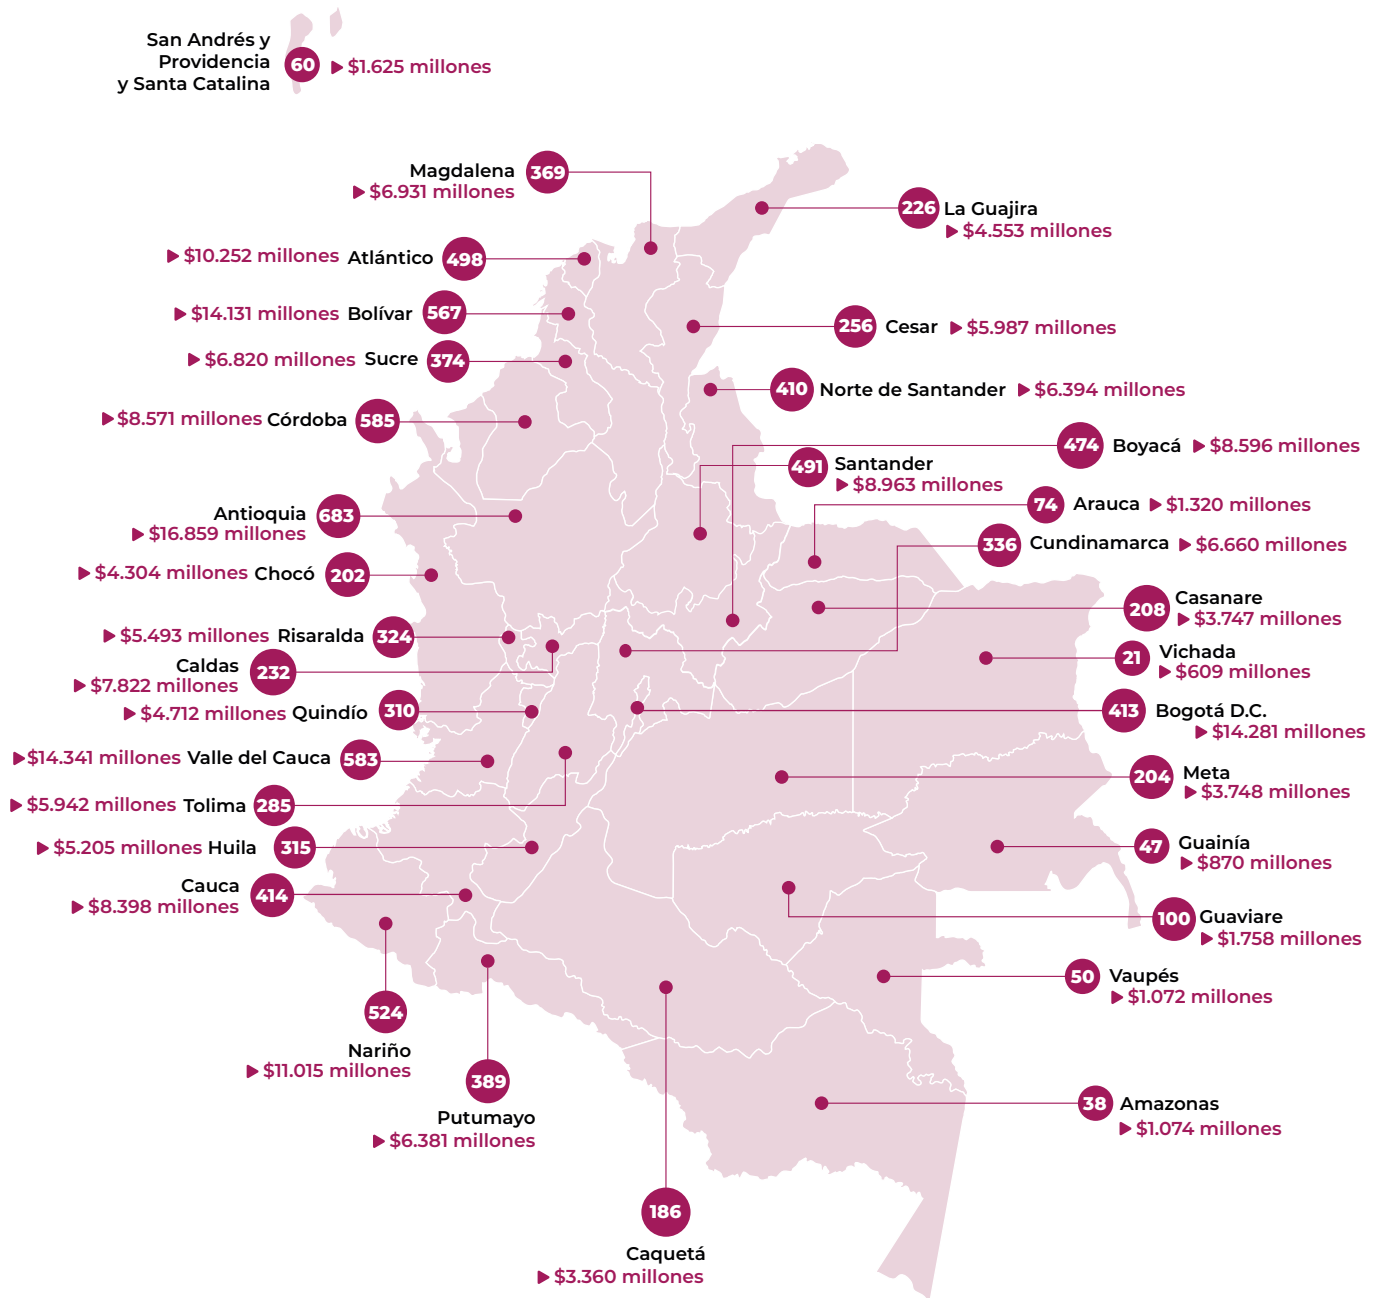 San Andrés y
Providencia
y Santa Catalina
60
$1.625 millones
Magdalena
369
$6.931 millones
226
La Guajira
$4.553 millones
$10.252 millones Atlántico 498
$14.131 millones Bolívar 567
256 Cesar $5.987 millones
$6.820 millones Sucre 374
410 Norte de Santander $6.394 millones
$8.571 millones Córdoba 585
474 Boyacá $8.596 millones
491 Santander
$8.963 millones
74 Arauca $1.320 millones
Antioquia 683
$16.859 millones
336 Cundinamarca $6.660 millones
$4.304 millones Chocó 202
208 Casanare
$3.747 millones
$5.493 millones Risaralda 324
21 Vichada
$609 millones
Caldas 232
$7.822 millones
$4.712 millones Quindío 310
413 Bogotá D.C.
$14.281 millones
$14.341 millones Valle del Cauca 583
204 Meta
$3.748 millones
$5.942 millones Tolima 285
$5.205 millones Huila 315
47 Guainía
$870 millones
Cauca 414
$8.398 millones
100 Guaviare
$1.758 millones
50 Vaupés
$1.072 millones
524
Nariño
$11.015 millones
389
Putumayo
$6.381 millones
38 Amazonas
$1.074 millones
186
Caquetá
$3.360 millones